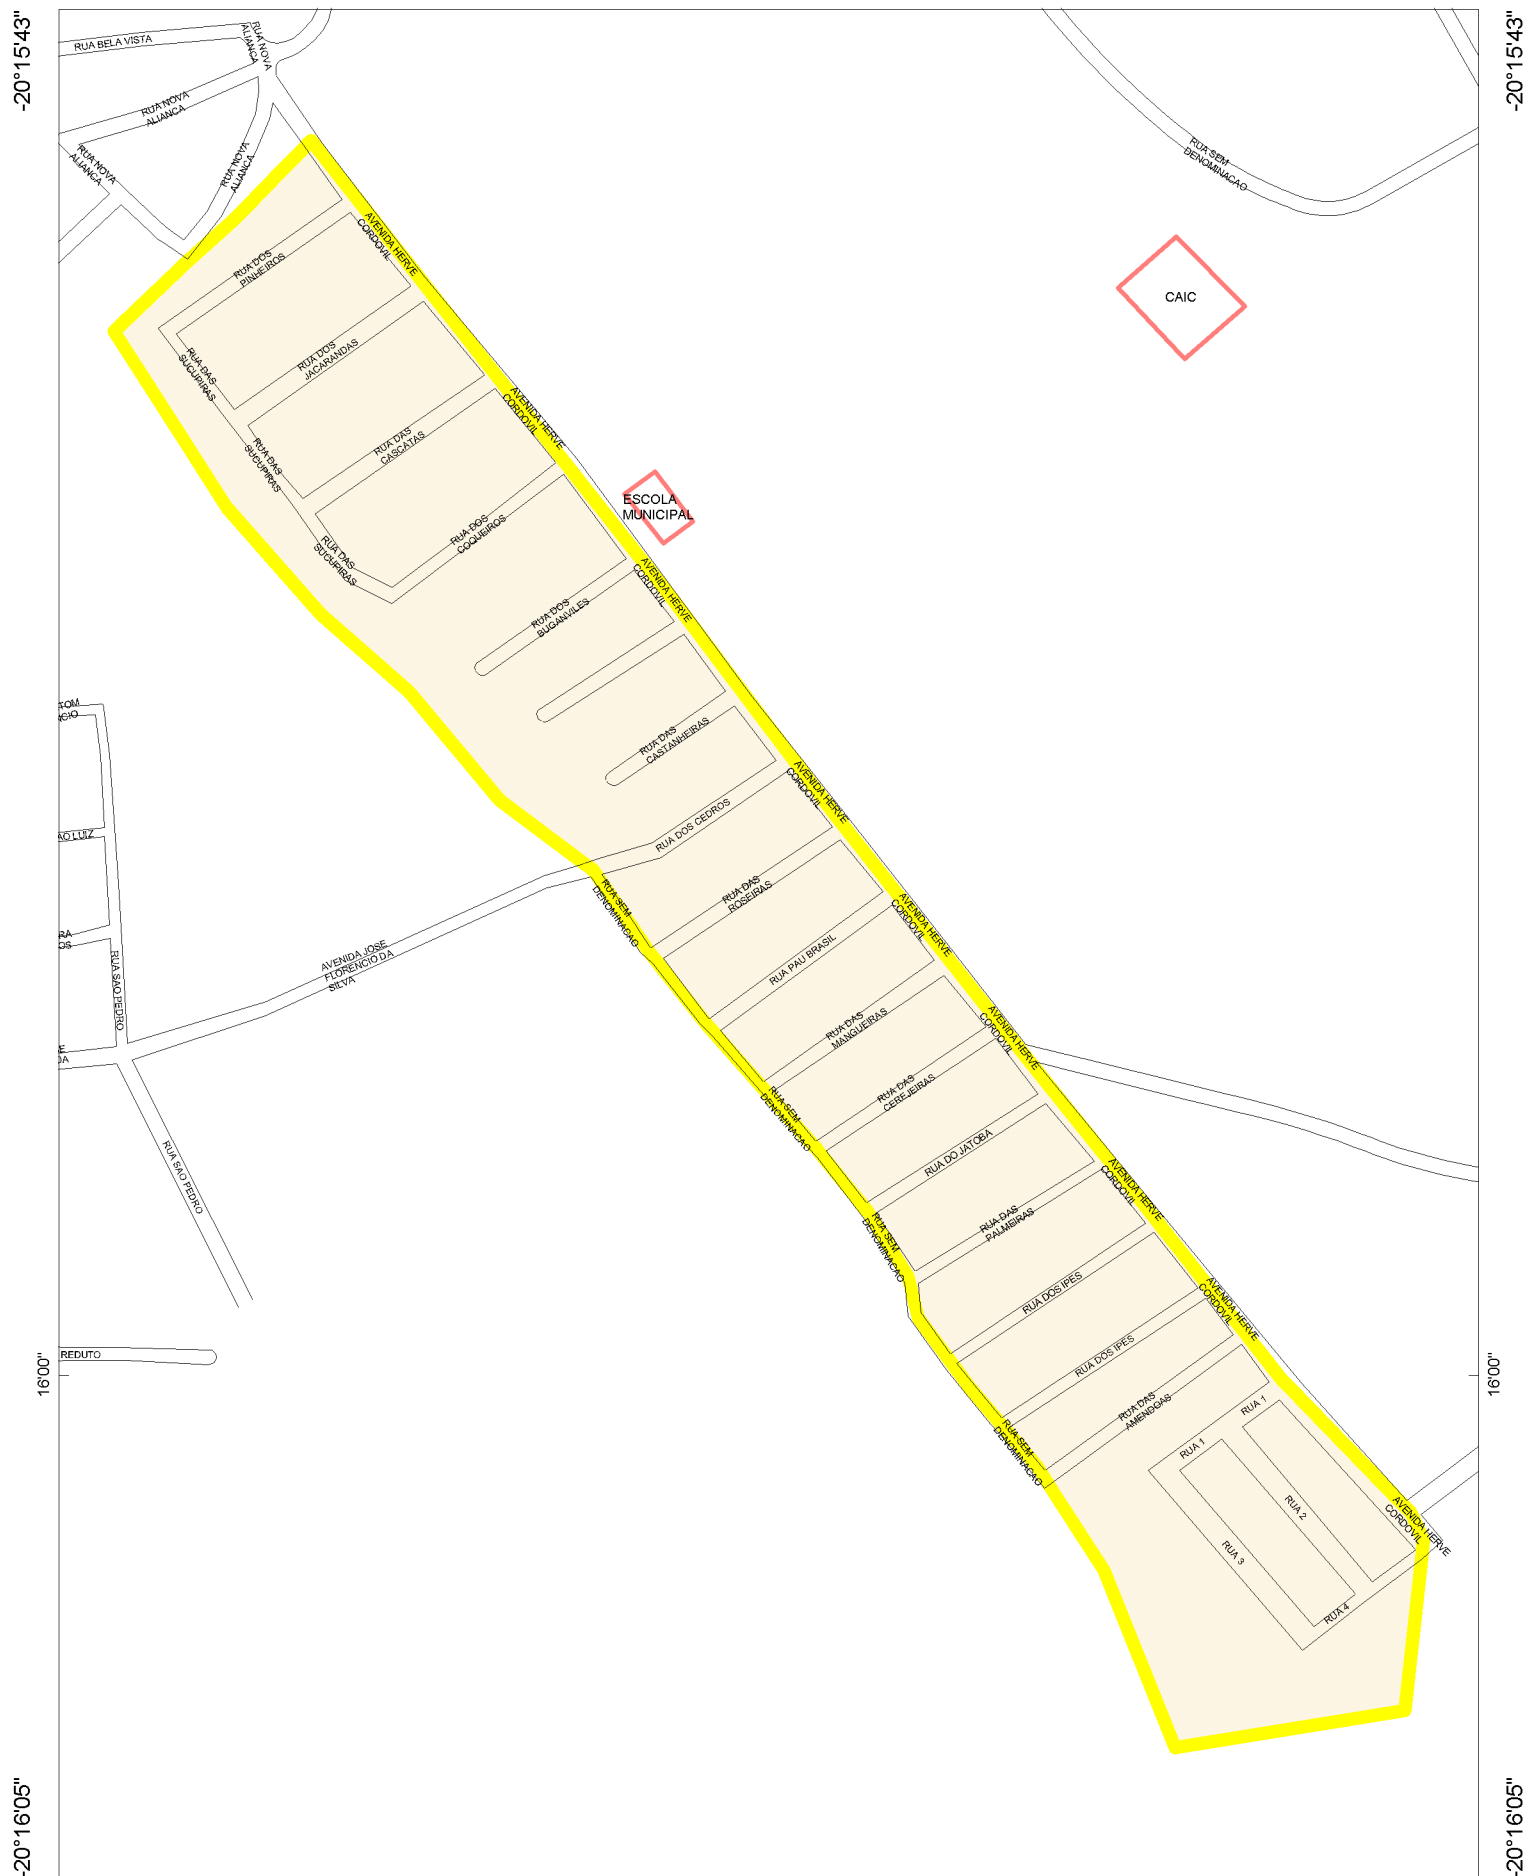 -20°15'43"
-20°15'43"
RUA BELA VISTA
RUA NOVA
ALIANCA
RUA NOVA
ALIANCA
RUA NOVA
ALIANCA
RUA NOVA
ALIANCA
RUA SEM
DENOMINACAO
AVENIDA HERVE
CORDOVIL
RUA DOS
PINHEIROS
CAIC
RUA DOS
JACARANDAS
RUA DAS
SUCUPIRAS
AVENIDA HERVE
CORDOVIL
RUA DAS
CASCATAS
RUA DAS
SUCUPIRAS
ESCOLA
MUNICIPAL
RUA DOS
COQUEIROS
RUA DAS
SUCUPIRAS
AVENIDA HERVE
CORDOVIL
RUA DOS
BUGANVILES
TOM
NCIO
RUA DAS
CASTANHEIRAS
AVENIDA HERVE
CORDOVIL
AO LUIZ
RUA DOS CEDROS
RUA DAS
ROSEIRAS
RUA SEM
DENOMINACAO
AVENIDA HERVE
CORDOVIL
RA
OS
RUA SAO PEDRO
AVENIDA JOSE
FLORENCIO DA
SILVA
RUA PAU BRASIL
RUA DAS
MANGUEIRAS
AVENIDA HERVE
CORDOVIL
E
DA
RUA DAS
CEREJEIRAS
RUA SEM
DENOMINACAO
RUA DO JATOBA
RUA SAO PEDRO
AVENIDA HERVE
CORDOVIL
RUA DAS
PALMEIRAS
RUA SEM
DENOMINACAO
RUA DOS IPES
AVENIDA HERVE
CORDOVIL
REDUTO
RUA DOS IPES
16'00"
16'00"
RUA DAS
AMENDOAS
RUA 1
RUA SEM
DENOMINACAO
RUA 1
RUA 2
AVENIDA HERVE
CORDOVIL
RUA 3
RUA 4
-20°16'05"
-20°16'05"